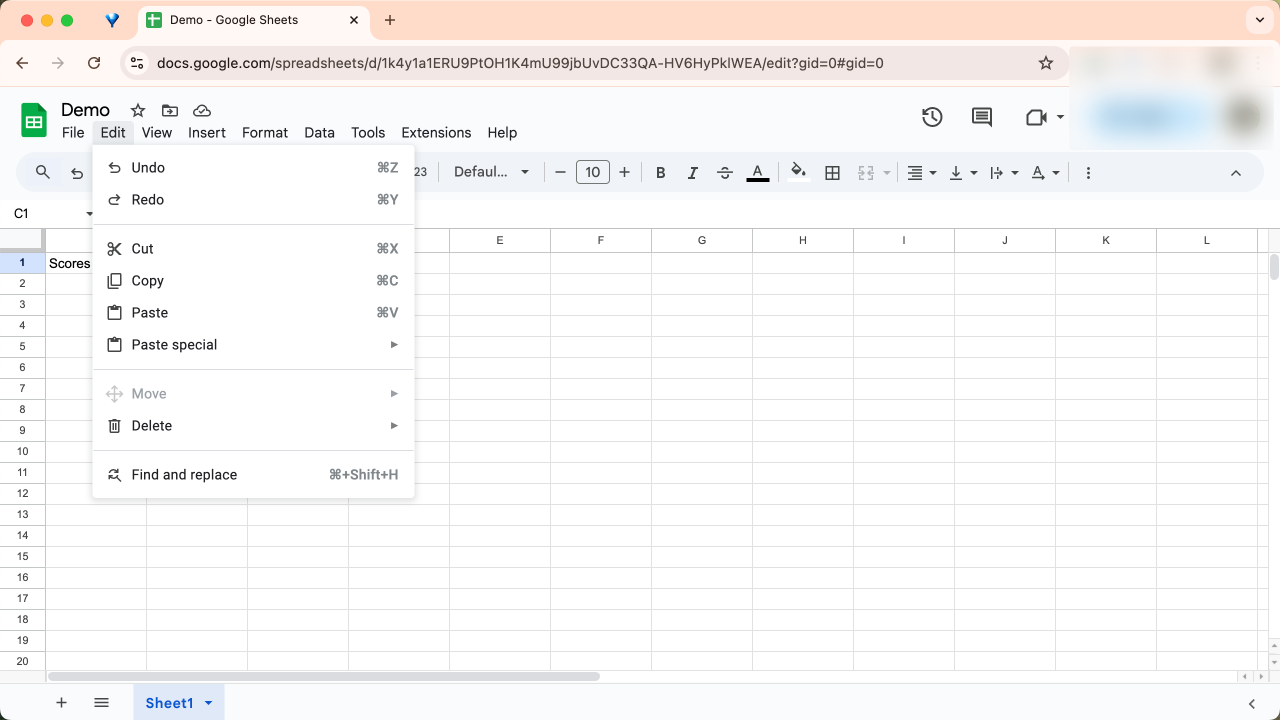 Demo - Google Sheets
docs.google.com/spreadsheets/d/1k4y1a1ERU9PtOH1K4mU99jbUvDC33QA-HV6HyPklWEA/edit?gid=0#gid=0
Demo
File Edit View Insert Format Data Tools Extensions Help
23 Defaul... 10 B I S A A
C1
E F G H I J K L
Undo ⌘Z
Redo ⌘Y
Cut ⌘X
Copy ⌘C
Paste ⌘V
Paste special
Move
Delete
Find and replace ⌘+Shift+H
1 Scores
2
3
4
5
6
7
8
9
10
11
12
13
14
15
16
17
18
19
20
Sheet1